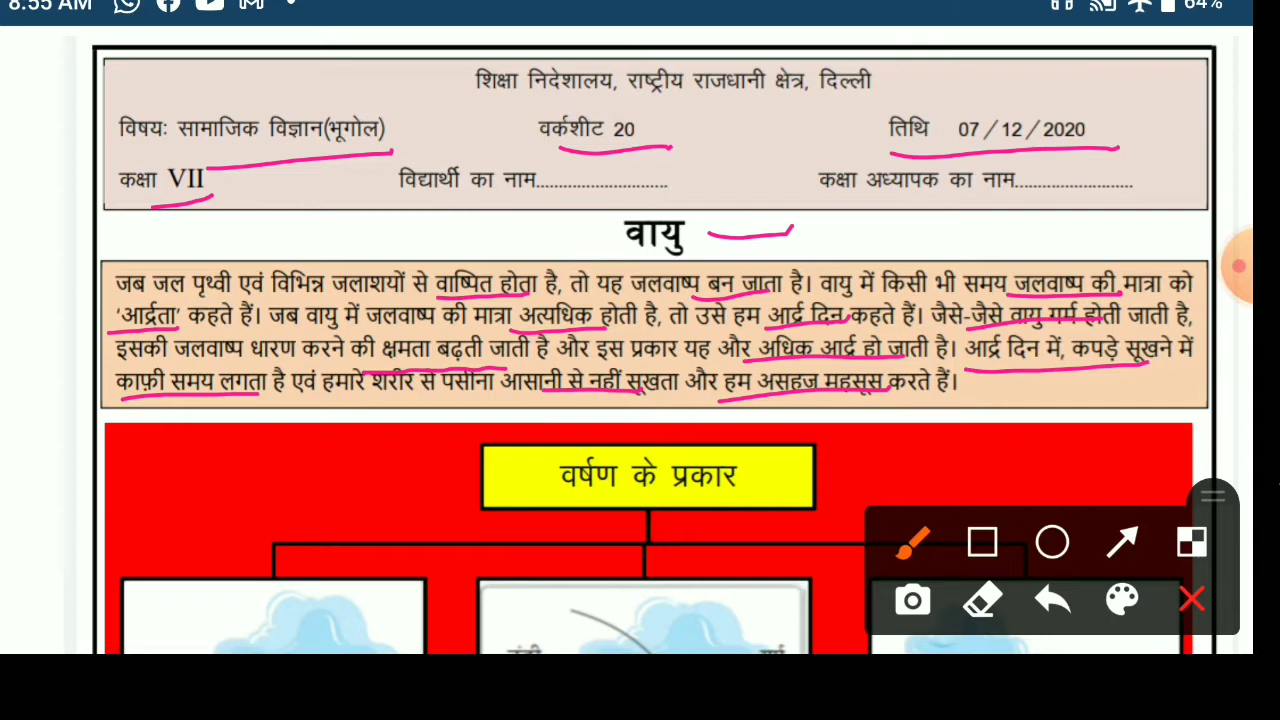 8:55 AM 64%
शिक्षा निदेशालय, राष्ट्रीय राजधानी क्षेत्र, दिल्ली
विषयः सामाजिक विज्ञान(भूगोल) वर्कशीट 20 तिथि 07/12/2020
कक्षा VII विद्यार्थी का नाम........................... कक्षा अध्यापक का नाम........................
वायु
जब जल पृथ्वी एवं विभिन्न जलाशयों से वाष्पित होता है, तो यह जलवाष्प बन जाता है। वायु में किसी भी समय जलवाष्प की मात्रा को
‘आर्द्रता’ कहते हैं। जब वायु में जलवाष्प की मात्रा अत्यधिक होती है, तो उसे हम आर्द्र दिन कहते हैं। जैसे-जैसे वायु गर्म होती जाती है,
इसकी जलवाष्प धारण करने की क्षमता बढ़ती जाती है और इस प्रकार यह और अधिक आर्द्र हो जाती है। आर्द्र दिन में, कपड़े सूखने में
काफ़ी समय लगता है एवं हमारे शरीर से पसीना आसानी से नहीं सूखता और हम असहज महसूस करते हैं।
वर्षण के प्रकार